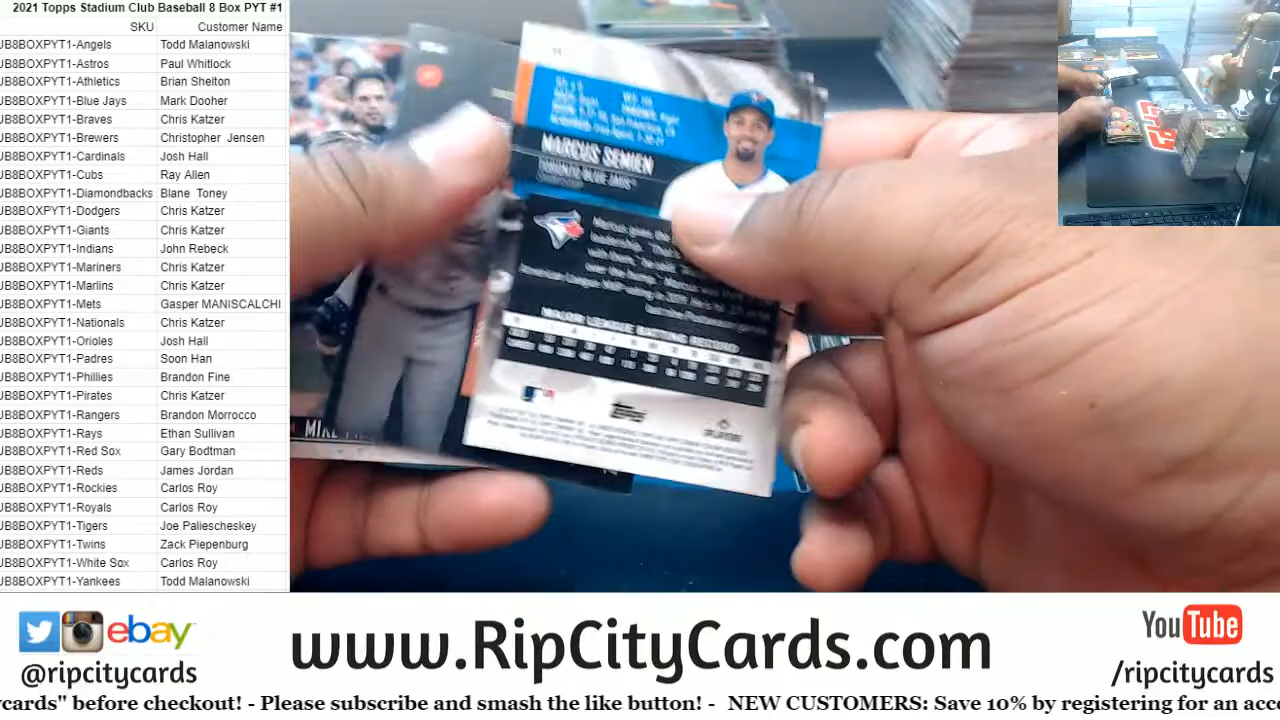 2021 Topps Stadium Club Baseball 8 Box PYT #1
SKU Customer Name
JB8BOXPYT1-Angels Todd Malanowski
JB8BOXPYT1-Astros Paul Whitlock
JB8BOXPYT1-Athletics Brian Shelton
JB8BOXPYT1-Blue Jays Mark Dooher
JB8BOXPYT1-Braves Chris Katzer
JB8BOXPYT1-Brewers Christopher Jensen
JB8BOXPYT1-Cardinals Josh Hall
JB8BOXPYT1-Cubs Ray Allen
JB8BOXPYT1-Diamondbacks Blane Toney
JB8BOXPYT1-Dodgers Chris Katzer
JB8BOXPYT1-Giants Chris Katzer
JB8BOXPYT1-Indians John Rebeck
JB8BOXPYT1-Mariners Chris Katzer
JB8BOXPYT1-Marlins Chris Katzer
JB8BOXPYT1-Mets Gasper MANISCALCHI
JB8BOXPYT1-Nationals Chris Katzer
JB8BOXPYT1-Orioles Josh Hall
JB8BOXPYT1-Padres Soon Han
JB8BOXPYT1-Phillies Brandon Fine
JB8BOXPYT1-Pirates Chris Katzer
JB8BOXPYT1-Rangers Brandon Morrocco
JB8BOXPYT1-Rays Ethan Sullivan
JB8BOXPYT1-Red Sox Gary Bodtman
JB8BOXPYT1-Reds James Jordan
JB8BOXPYT1-Rockies Carlos Roy
JB8BOXPYT1-Royals Carlos Roy
JB8BOXPYT1-Tigers Joe Paliescheskey
JB8BOXPYT1-Twins Zack Piepenburg
JB8BOXPYT1-White Sox Carlos Roy
JB8BOXPYT1-Yankees Todd Malanowski
MARCUS SEMIEN
TORONTO BLUE JAYS
MAJOR LEAGUE BATTING RECORD
topps
MIKE
ebay
@ripcitycards
www.RipCityCards.com
YouTube
/ripcitycards
ycards" before checkout! - Please subscribe and smash the like button! - NEW CUSTOMERS: Save 10% by registering for an acc